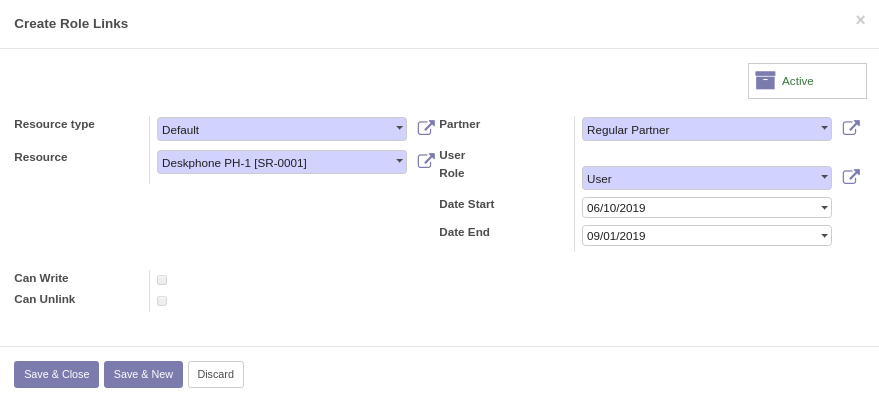 Create Role Links
×
Active
Resource type
Default
Resource
Deskphone PH-1 [SR-0001]
Partner
Regular Partner
User
Role
User
Date Start
06/10/2019
Date End
09/01/2019
Can Write
Can Unlink
Save & Close
Save & New
Discard